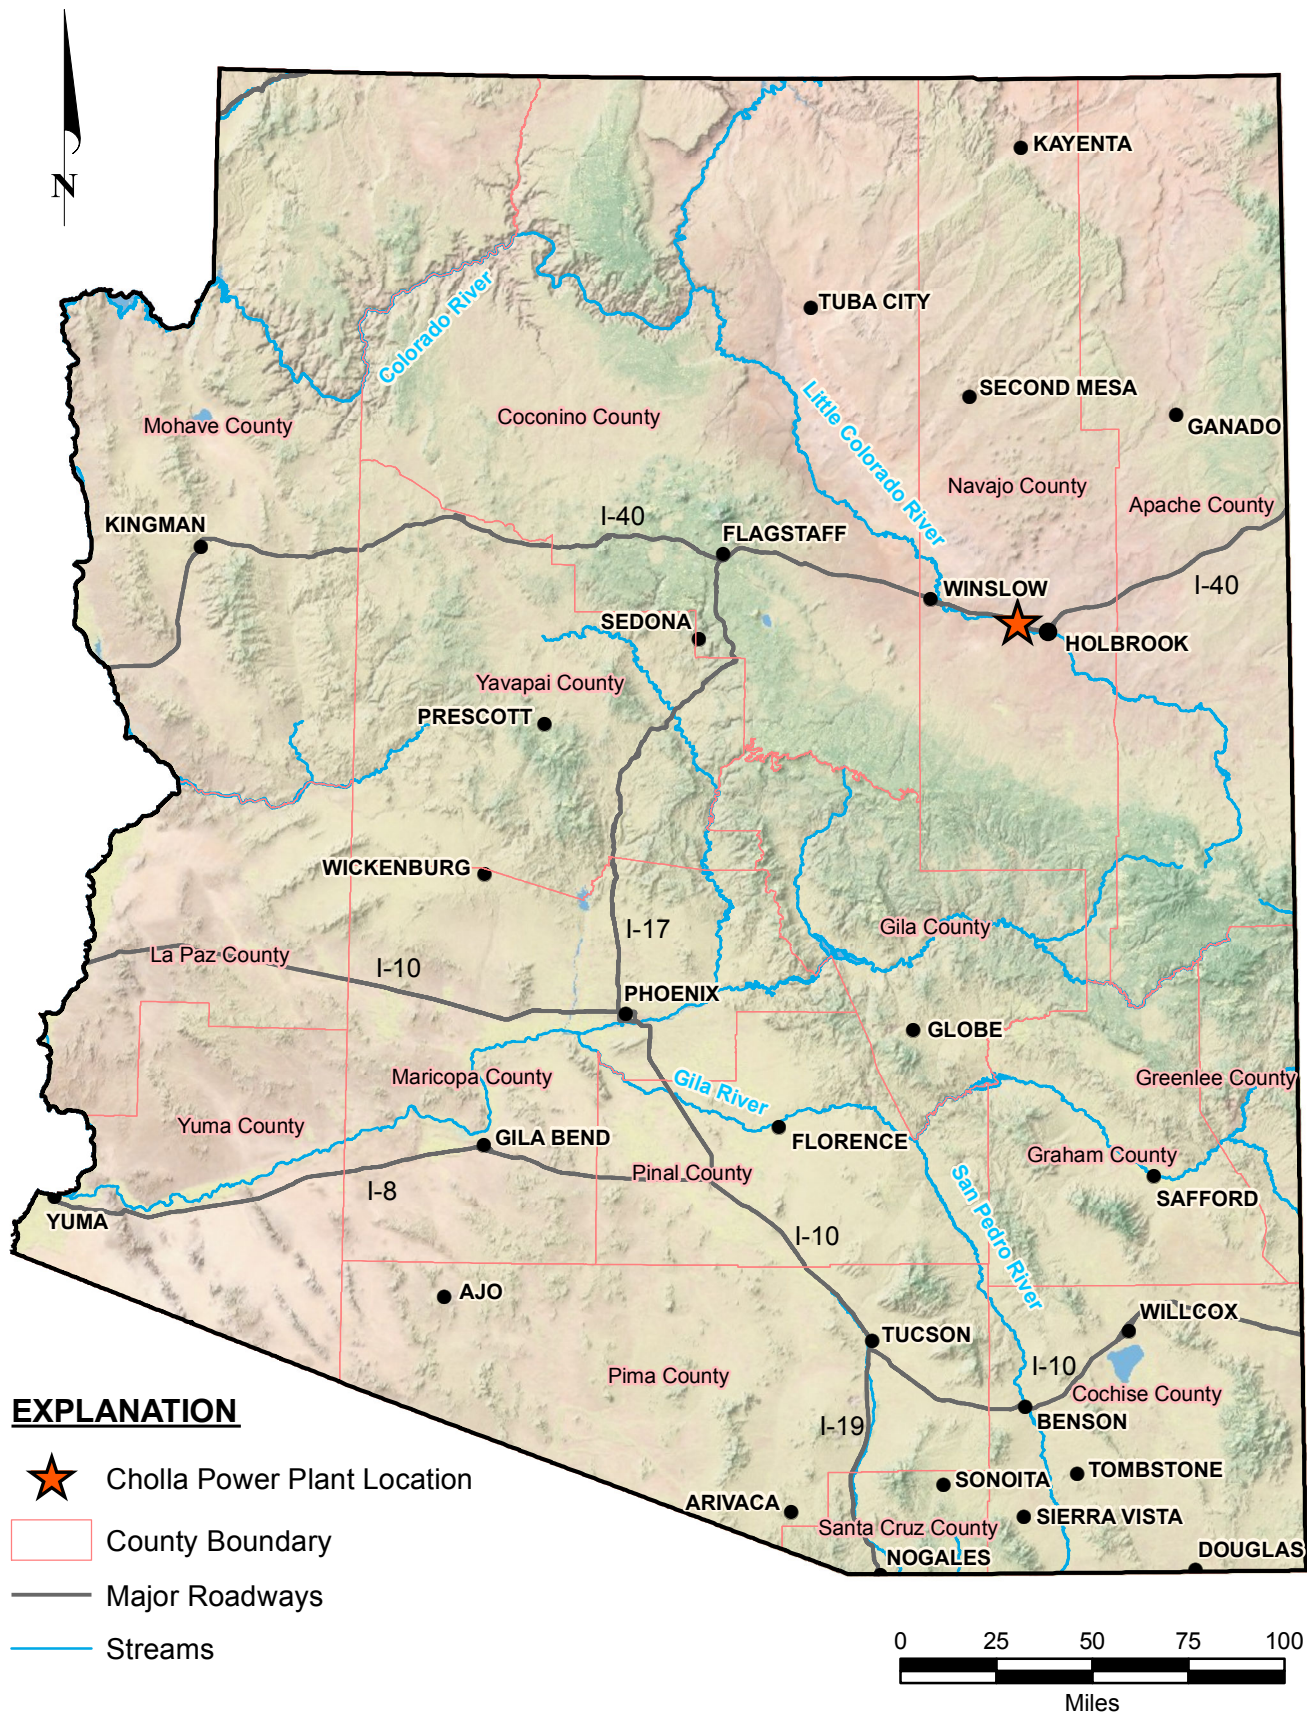 N
KAYENTA
TUBA CITY
Colorado River
SECOND MESA
Little Colorado River
GANADO
Mohave County
Coconino County
Navajo County
Apache County
KINGMAN
I-40
FLAGSTAFF
I-40
WINSLOW
SEDONA
HOLBROOK
Yavapai County
PRESCOTT
WICKENBURG
I-17
Gila County
La Paz County
I-10
PHOENIX
GLOBE
Maricopa County
Gila River
Greenlee County
Yuma County
GILA BEND
FLORENCE
Graham County
Pinal County
I-8
SAFFORD
YUMA
San Pedro River
I-10
AJO
WILLCOX
TUCSON
I-10
Pima County
Cochise County
BENSON
I-19
TOMBSTONE
SONOITA
ARIVACA
SIERRA VISTA
Santa Cruz County
NOGALES
DOUGLAS
EXPLANATION
Cholla Power Plant Location
County Boundary
Major Roadways
Streams
0 25 50 75 100
Miles